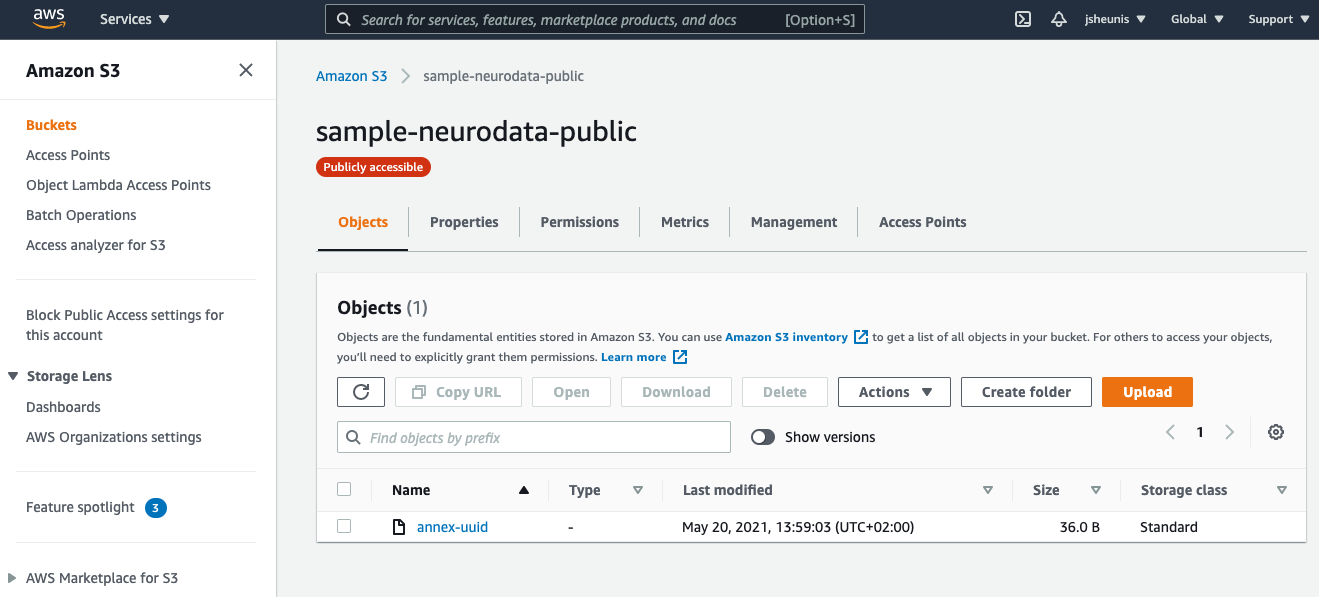 aws Services Search for services, features, marketplace products, and docs [Option+S] jsheunis Global Support
Amazon S3
Buckets
Access Points
Object Lambda Access Points
Batch Operations
Access analyzer for S3
Block Public Access settings for
this account
Storage Lens
Dashboards
AWS Organizations settings
Feature spotlight 3
AWS Marketplace for S3
Amazon S3 sample-neurodata-public
sample-neurodata-public
Publicly accessible
Objects Properties Permissions Metrics Management Access Points
Objects (1)
Objects are the fundamental entities stored in Amazon S3. You can use Amazon S3 inventory to get a list of all objects in your bucket. For others to access your objects,
you'll need to explicitly grant them permissions. Learn more
Copy URL Open Download Delete Actions Create folder Upload
Find objects by prefix Show versions 1
Name Type Last modified Size Storage class
annex-uuid - May 20, 2021, 13:59:03 (UTC+02:00) 36.0 B Standard